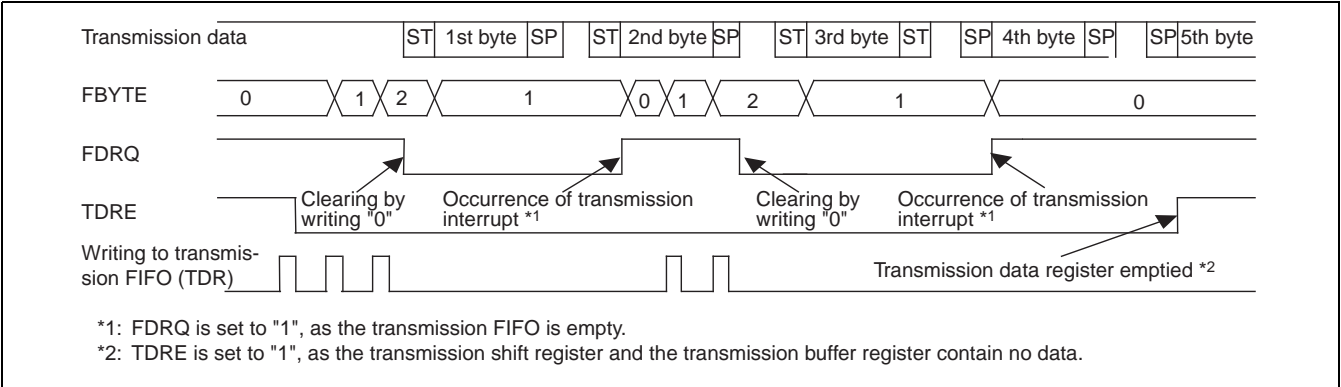 Transmission data ST 1st byte SP ST 2nd byte SP ST 3rd byte ST SP 4th byte SP SP 5th byte
FBYTE 0 1 2 1 0 1 2 1 0
FDRQ
Clearing by writing "0"
Occurrence of transmission interrupt *1
Clearing by writing "0"
Occurrence of transmission interrupt *1
TDRE
Writing to transmis-
sion FIFO (TDR)
Transmission data register emptied *2
*1: FDRQ is set to "1", as the transmission FIFO is empty.
*2: TDRE is set to "1", as the transmission shift register and the transmission buffer register contain no data.